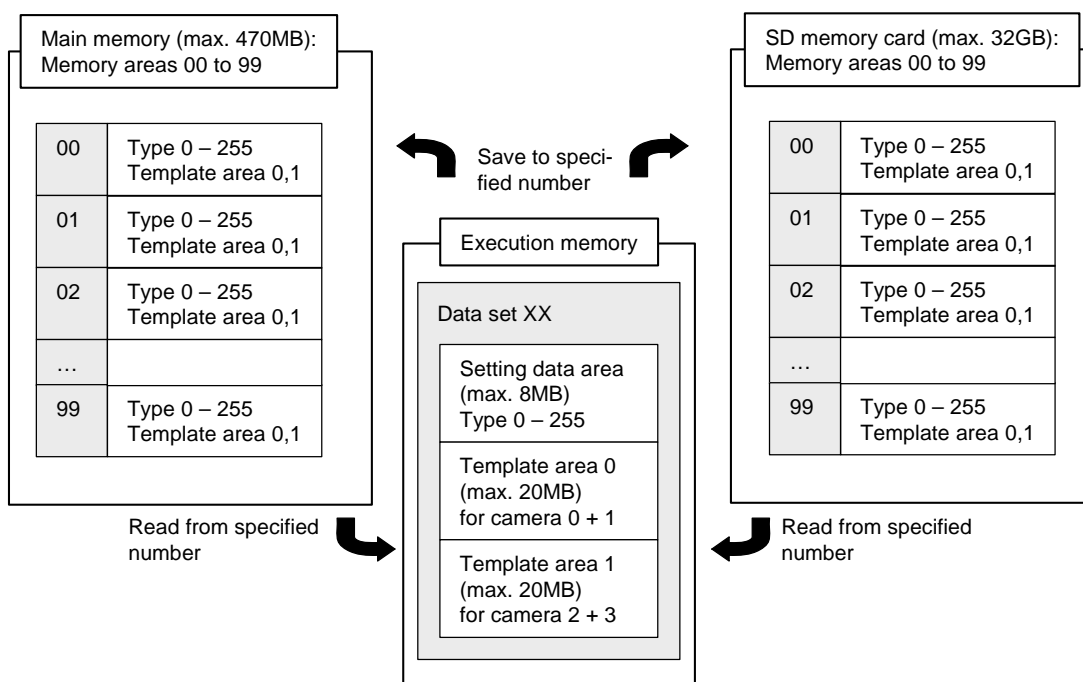 Main memory (max. 470MB):
Memory areas 00 to 99
00
Type 0 – 255
Template area 0,1
01
Type 0 – 255
Template area 0,1
02
Type 0 – 255
Template area 0,1
…
99
Type 0 – 255
Template area 0,1
Save to speci-
fied number
Execution memory
Data set XX
Setting data area
(max. 8MB)
Type 0 – 255
Template area 0
(max. 20MB)
for camera 0 + 1
Template area 1
(max. 20MB)
for camera 2 + 3
SD memory card (max. 32GB):
Memory areas 00 to 99
00
Type 0 – 255
Template area 0,1
01
Type 0 – 255
Template area 0,1
02
Type 0 – 255
Template area 0,1
…
99
Type 0 – 255
Template area 0,1
Read from specified
number
Read from specified
number